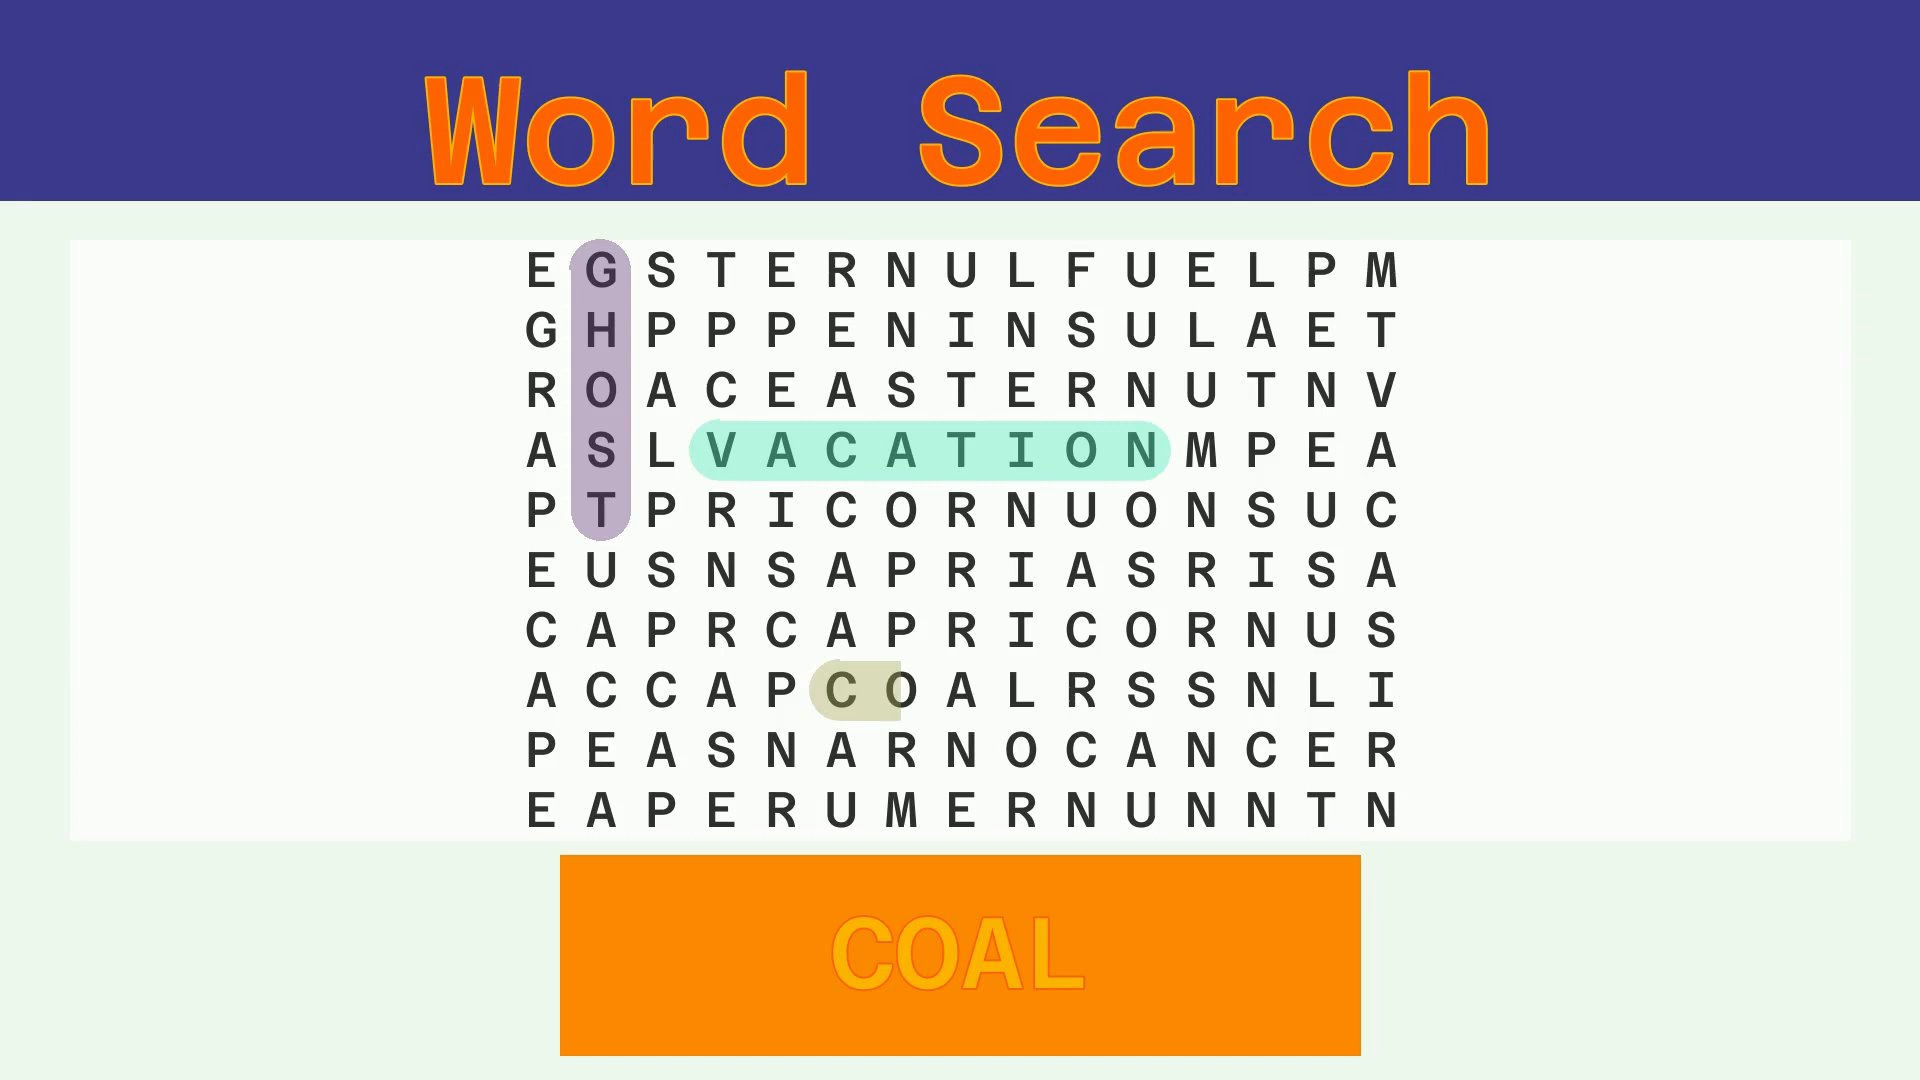 Word Search
E G S T E R N U L F U E L P M
G H P P P E N I N S U L A E T
R O A C E A S T E R N U T N V
A S L V A C A T I O N M P E A
P T P R I C O R N U O N S U C
E U S N S A P R I A S R I S A
C A P R C A P R I C O R N U S
A C C A P C O A L R S S N L I
P E A S N A R N O C A N C E R
E A P E R U M E R N U N N T N
COAL